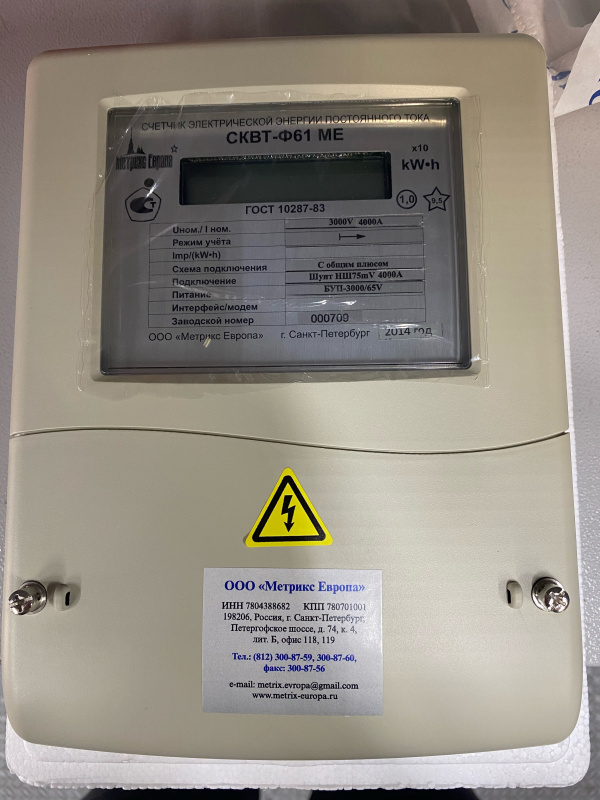 СЧЕТЧИК ЭЛЕКТРИЧЕСКОЙ ЭНЕРГИИ ПОСТОЯННОГО ТОКА
СКВТ-Ф61 МЕ
Метрикс Европа
x10
kW•h
1,0
9,5
ГОСТ 10287-83
Uном./ I ном. 3000V 4000A
Режим учёта
Imp/(kW•h)
Схема подключения С общим плюсом
Подключение Шунт НШ75mV 4000A
Питание БУП-3000/65V
Интерфейс/модем
Заводской номер 000709
ООО «Метрикс Европа» г. Санкт-Петербург 2014 год
ООО «Метрикс Европа»
ИНН 7804388682 КПП 780701001
198206, Россия, г. Санкт-Петербург,
Петергофское шоссе, д. 74, к. 4,
лит. Б, офис 118, 119
Тел.: (812) 300-87-59, 300-87-60,
факс: 300-87-56
e-mail: metrix.evropa@gmail.com
www.metrix-europa.ru